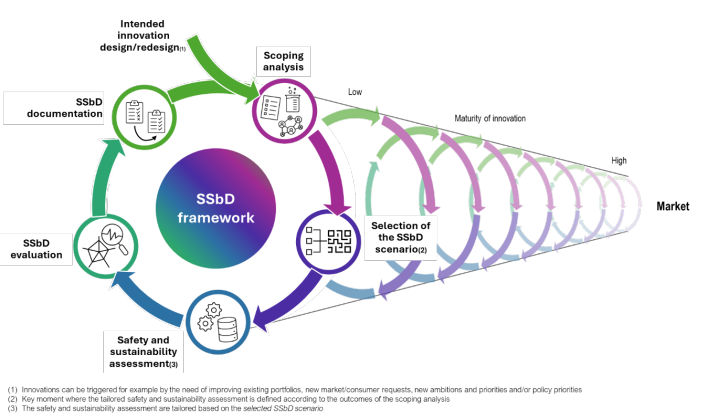 Intended
innovation
design/redesign(1)
Scoping
analysis
SSbD
documentation
Low
Maturity of innovation
High
SSbD
framework
Market
Selection of
the SSbD
scenario(2)
SSbD
evaluation
Safety and
sustainability
assessment(3)
(1) Innovations can be triggered for example by the need of improving existing portfolios, new market/consumer requests, new ambitions and priorities and/or policy priorities
(2) Key moment where the tailored safety and sustainability assessment is defined according to the outcomes of the scoping analysis
(3) The safety and sustainability assessment are tailored based on the selected SSbD scenario